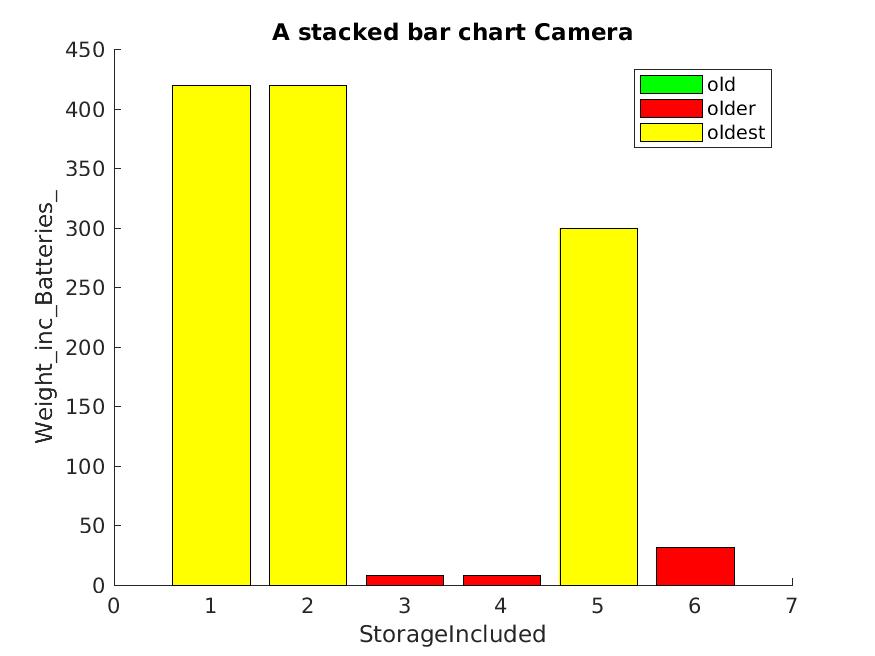 A stacked bar chart Camera
450
400
350
300
250
200
150
100
50
0
Weight_inc_Batteries_
old
older
oldest
0 1 2 3 4 5 6 7
StorageIncluded